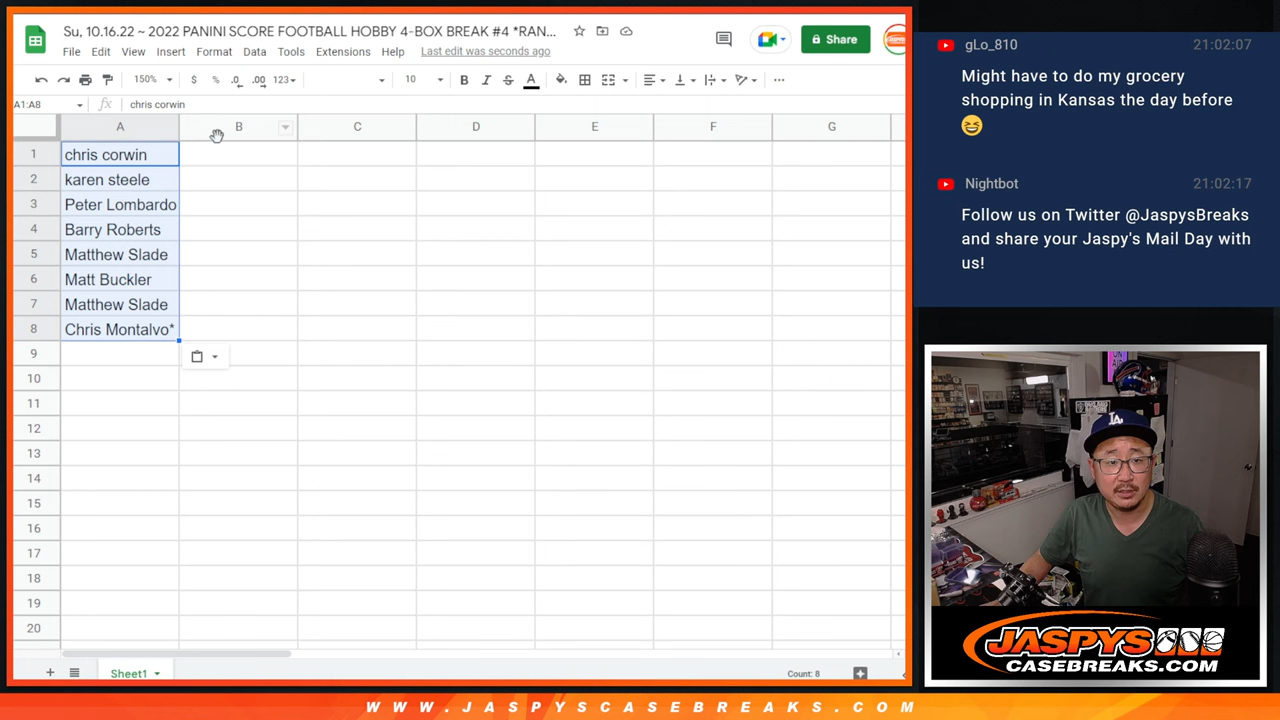 Su, 10.16.22 ~ 2022 PANINI SCORE FOOTBALL HOBBY 4-BOX BREAK #4 *RAN...
File Edit View Insert Format Data Tools Extensions Help Last edit was seconds ago
Share
150% $ % .0 .00 123 10 B I S A
A1:A8 fx chris corwin
A B C D E F G
1 chris corwin
2 karen steele
3 Peter Lombardo
4 Barry Roberts
5 Matthew Slade
6 Matt Buckler
7 Matthew Slade
8 Chris Montalvo*
9
10
11
12
13
14
15
16
17
18
19
20
Sheet1
Count: 8
gLo_810 21:02:07
Might have to do my grocery
shopping in Kansas the day before
Nightbot 21:02:17
Follow us on Twitter @JaspysBreaks
and share your Jaspy's Mail Day with
us!
LA
JASPYS
CASEBREAKS.COM
WWW.JASPYSCASEBREAKS.COM